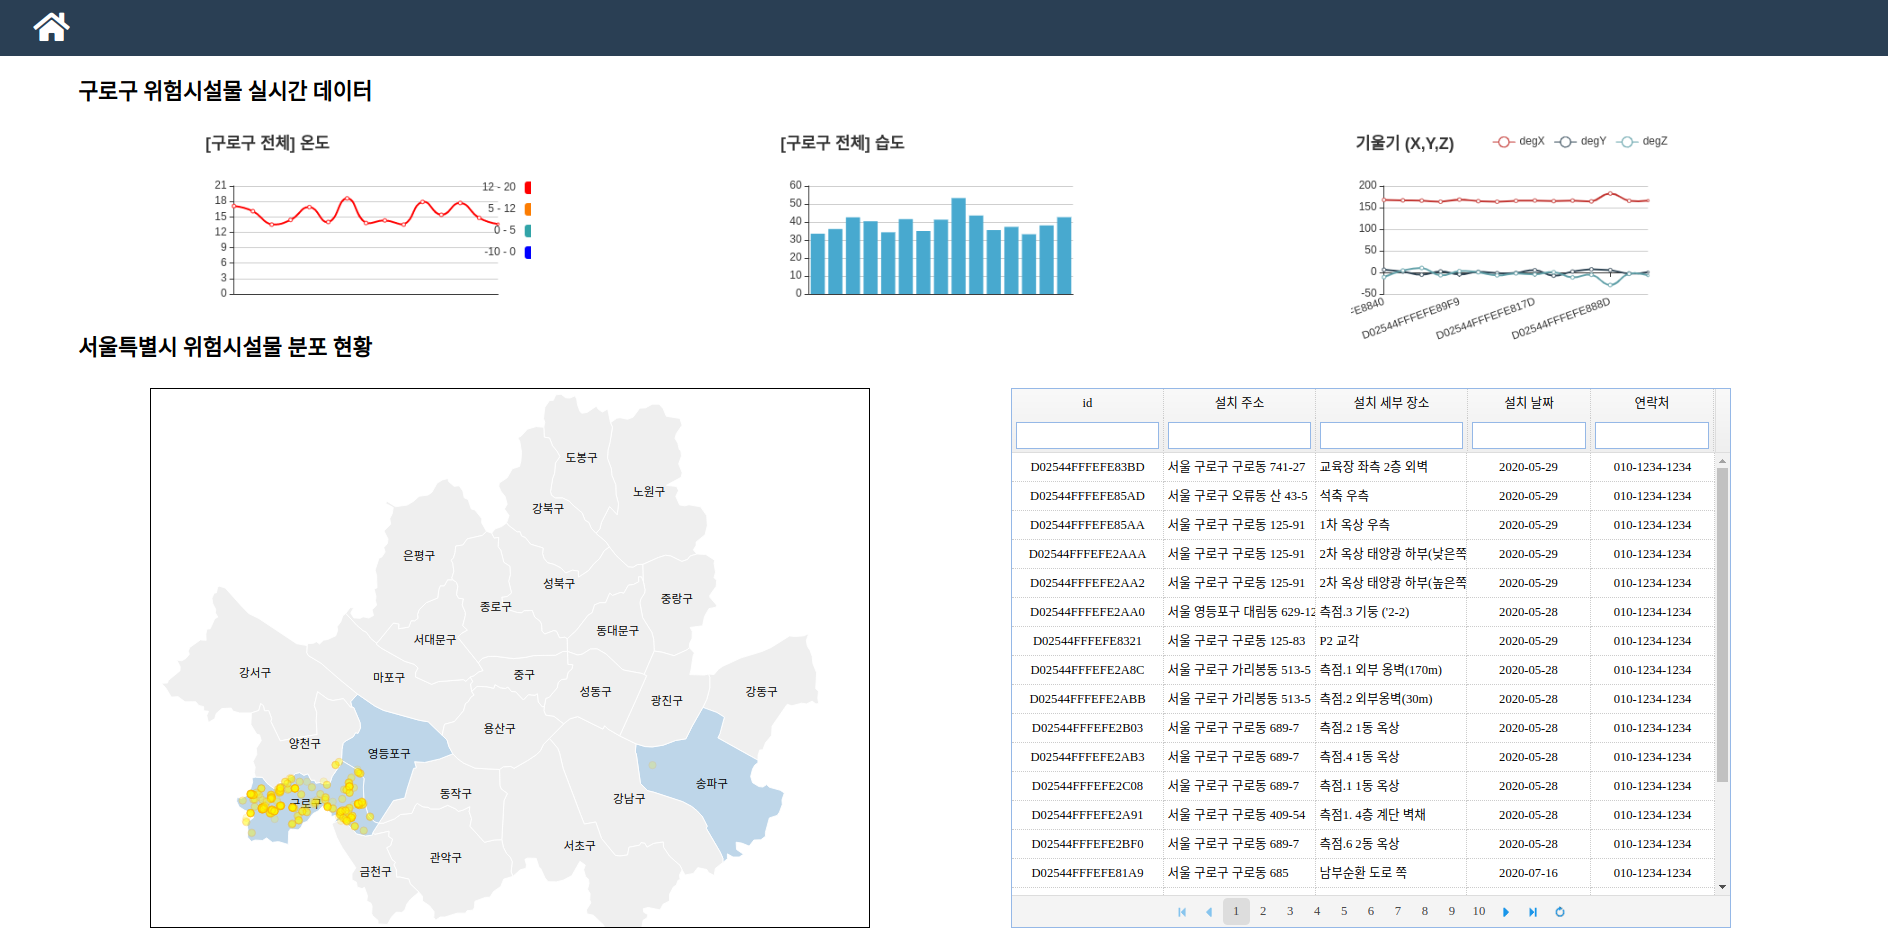 구로구 위험시설물 실시간 데이터
[구로구 전체] 온도
21
18
15
12
9
6
3
0
12 - 20
5 - 12
0 - 5
-10 - 0
[구로구 전체] 습도
60
50
40
30
20
10
0
기울기 (X,Y,Z)
degX degY degZ
200
150
100
50
0
-50
FE8840
D02544FFFEFE89F9
D02544FFFEFE817D
D02544FFFEFE888D
서울특별시 위험시설물 분포 현황
도봉구
노원구
강북구
은평구
성북구
중랑구
종로구
동대문구
서대문구
강서구
마포구
중구
성동구
광진구
강동구
용산구
양천구
영등포구
송파구
동작구
강남구
구로구
서초구
관악구
금천구
id 설치 주소 설치 세부 장소 설치 날짜 연락처
D02544FFFEFE83BD 서울 구로구 구로동 741-27 교육장 좌측 2층 외벽 2020-05-29 010-1234-1234
D02544FFFEFE85AD 서울 구로구 오류동 산 43-5 석축 우측 2020-05-29 010-1234-1234
D02544FFFEFE85AA 서울 구로구 구로동 125-91 1차 옥상 우측 2020-05-29 010-1234-1234
D02544FFFEFE2AAA 서울 구로구 구로동 125-91 2차 옥상 태양광 하부(낮은쪽 2020-05-29 010-1234-1234
D02544FFFEFE2AA2 서울 구로구 구로동 125-91 2차 옥상 태양광 하부(높은쪽 2020-05-29 010-1234-1234
D02544FFFEFE2AA0 서울 영등포구 대림동 629-12 측점.3 기둥 ('2-2) 2020-05-28 010-1234-1234
D02544FFFEFE8321 서울 구로구 구로동 125-83 P2 교각 2020-05-29 010-1234-1234
D02544FFFEFE2A8C 서울 구로구 가리봉동 513-5 측점.1 외부 옹벽(170m) 2020-05-28 010-1234-1234
D02544FFFEFE2ABB 서울 구로구 가리봉동 513-5 측점.2 외부옹벽(30m) 2020-05-28 010-1234-1234
D02544FFFEFE2B03 서울 구로구 구로동 689-7 측점.2 1동 옥상 2020-05-28 010-1234-1234
D02544FFFEFE2AB3 서울 구로구 구로동 689-7 측점.4 1동 옥상 2020-05-28 010-1234-1234
D02544FFFEFE2C08 서울 구로구 구로동 689-7 측점.1 1동 옥상 2020-05-28 010-1234-1234
D02544FFFEFE2A91 서울 구로구 구로동 409-54 측점1. 4층 계단 벽채 2020-05-28 010-1234-1234
D02544FFFEFE2BF0 서울 구로구 구로동 689-7 측점.6 2동 옥상 2020-05-28 010-1234-1234
D02544FFFEFE81A9 서울 구로구 구로동 685 남부순환 도로 쪽 2020-07-16 010-1234-1234
1 2 3 4 5 6 7 8 9 10